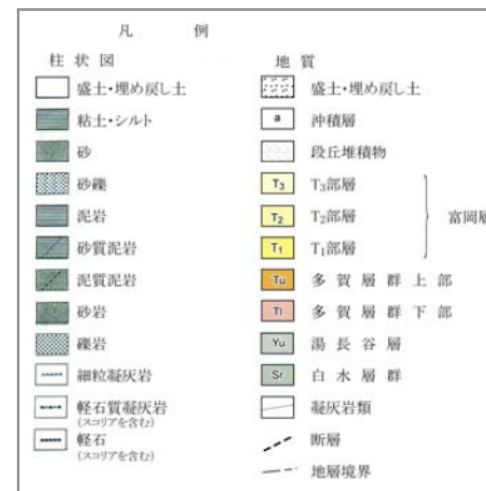 凡 例
柱 状 図
盛土・埋め戻し土
粘土・シルト
砂
砂礫
泥岩
砂質泥岩
泥質泥岩
砂岩
礫岩
細粒凝灰岩
軽石質凝灰岩
(スコリアを含む)
軽石
(スコリアを含む)
地 質
盛土・埋め戻し土
a 沖積層
段丘堆積物
T3 T3部層
T2 T2部層
富岡層
T1 T1部層
Tu 多 賀 層 群 上 部
Tl 多 賀 層 群 下 部
Yu 湯 長 谷 層
Sr 白 水 層 群
凝灰岩類
断層
地層境界